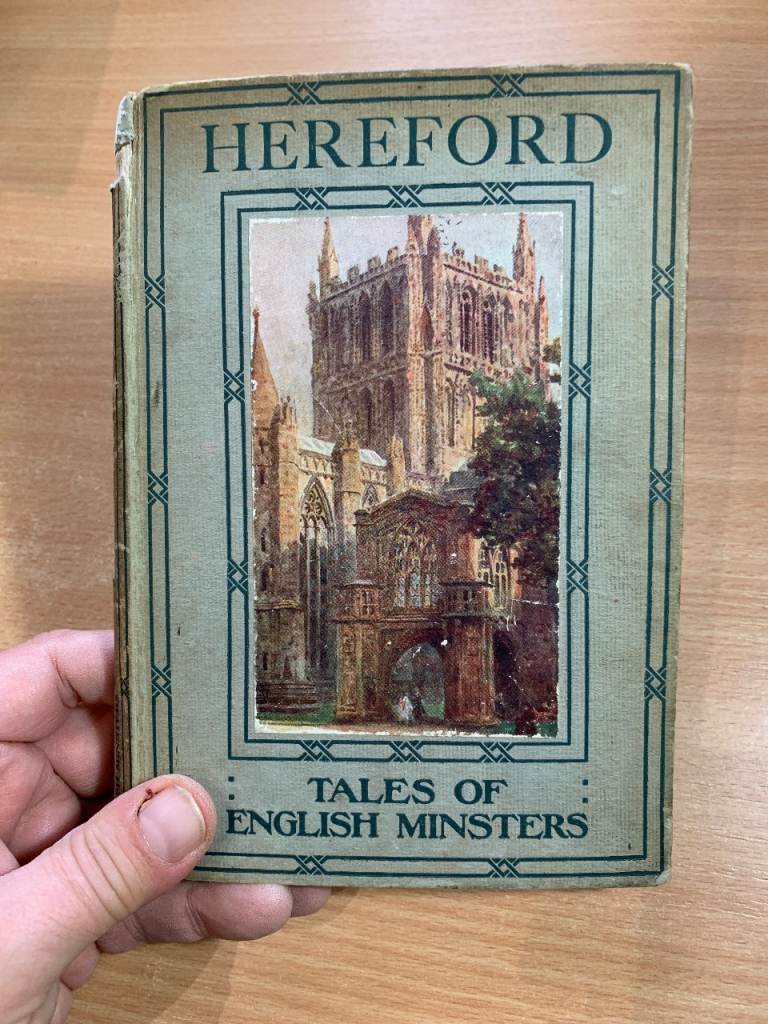 HEREFORD
: TALES OF :
ENGLISH MINSTERS